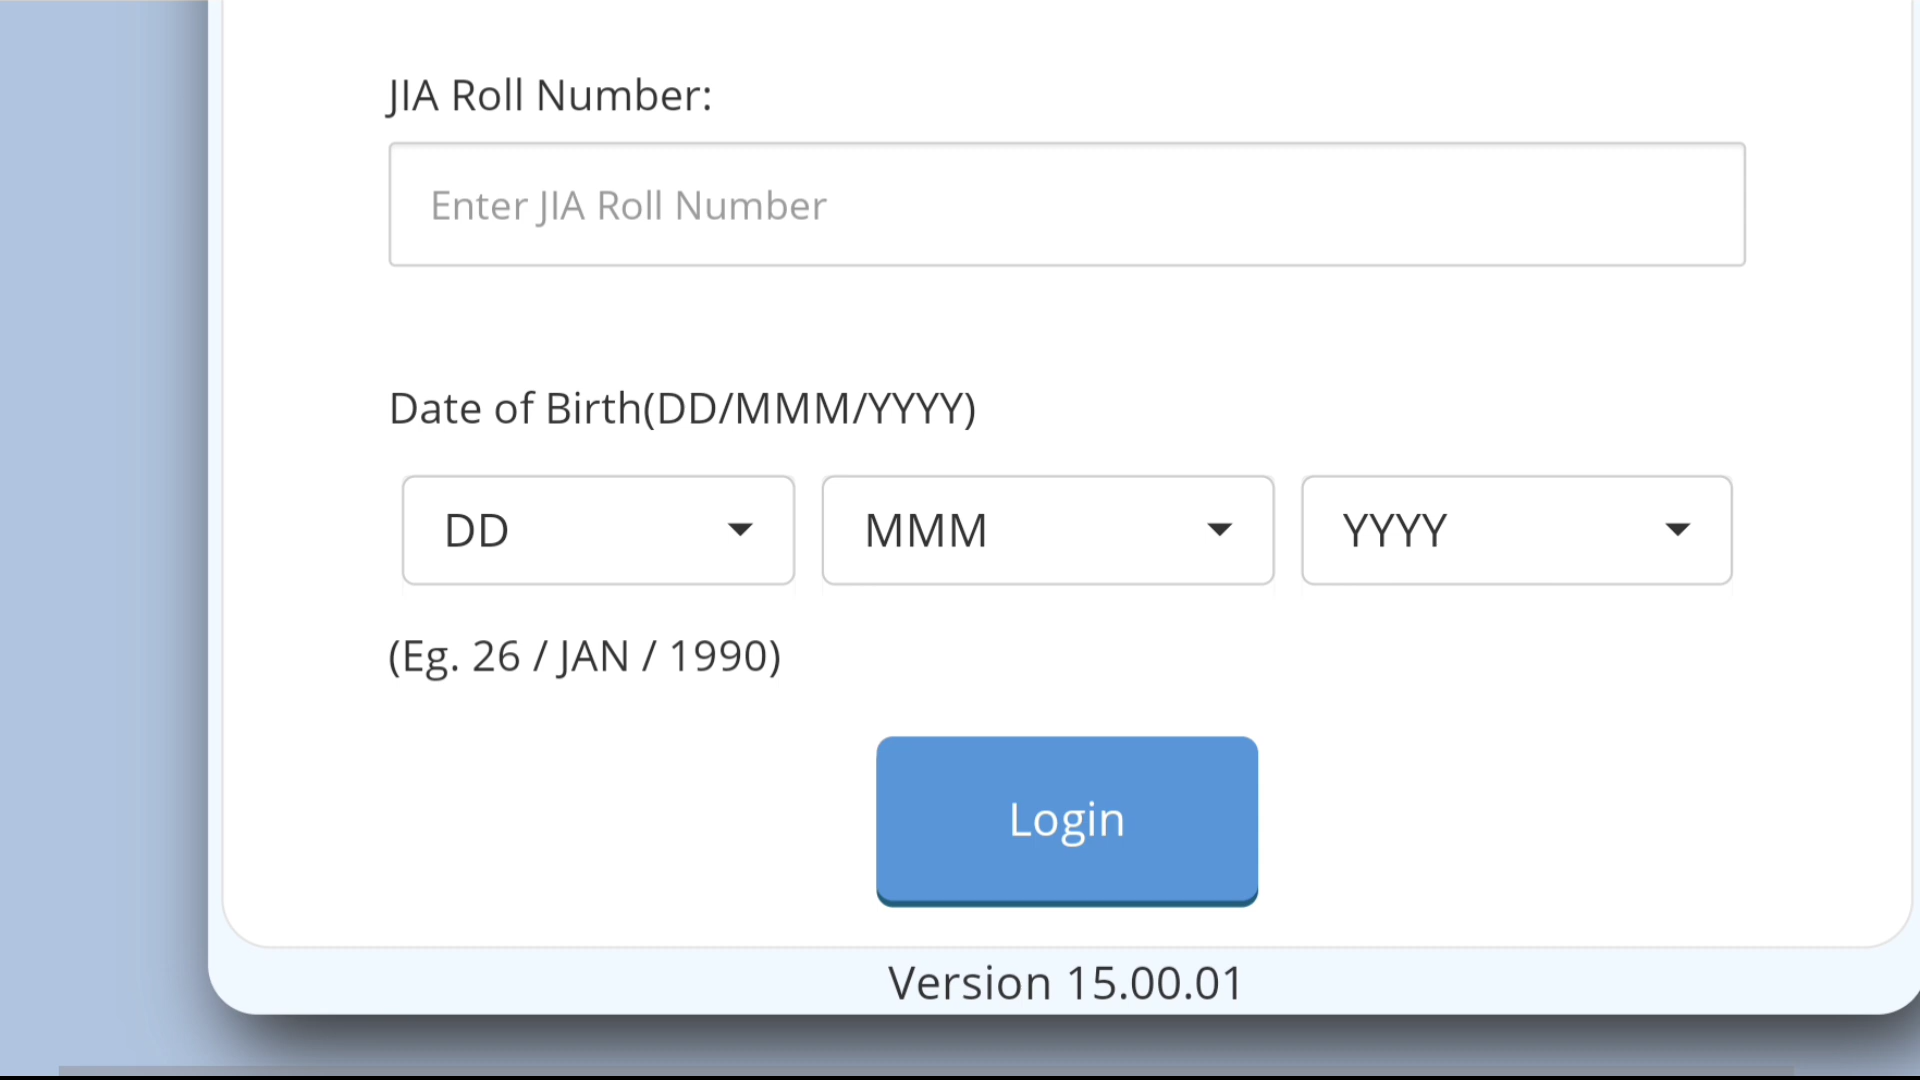 JIA Roll Number:
Enter JIA Roll Number
Date of Birth(DD/MMM/YYYY)
DD MMM YYYY
(Eg. 26 / JAN / 1990)
Login
Version 15.00.01